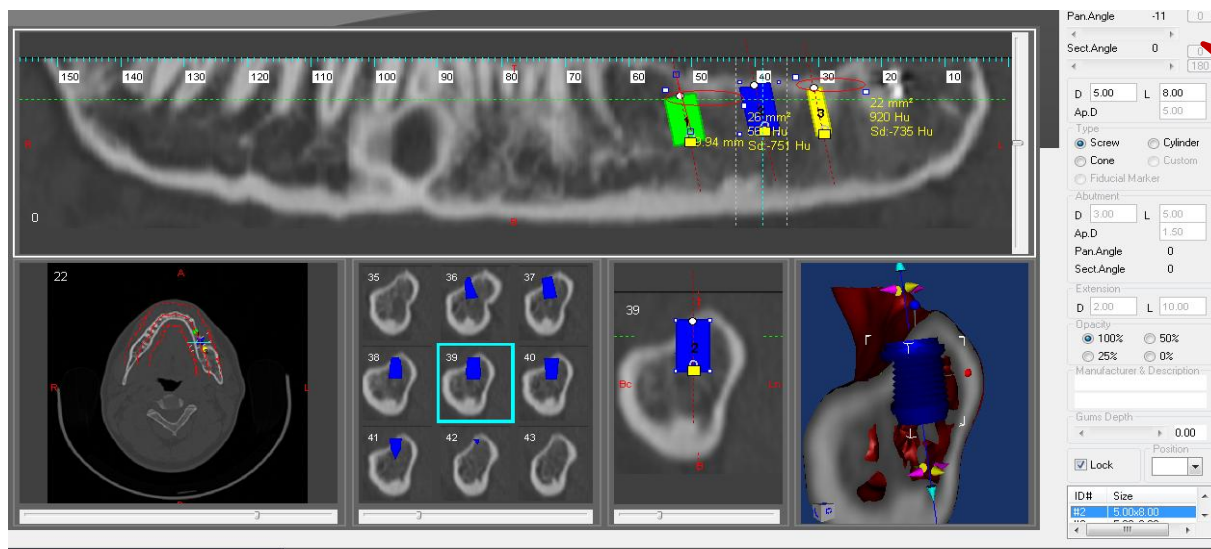 Pan.Angle -11 0
Sect.Angle 0 0
180
D 5.00 L 8.00
Ap.D 5.00
Type
Screw Cylinder
Cone Custom
Fiducial Marker
Abutment
D 3.00 L 5.00
Ap.D 1.50
Pan.Angle 0
Sect.Angle 0
Extension
D 2.00 L 10.00
Opacity
100% 50%
25% 0%
Manufacturer & Description
Gums Depth
0.00
Position
Lock
ID# Size
#2 5.00x8.00
T
150 140 130 120 110 100 90 80 70 60 50 40 30 20 10
1 2 3
22 mm²
920 Hu
Sd:-735 Hu
26 mm²
Hu
Sd:-751 Hu
.94 mm
R
L
0
B
22
A
R
L
35 36 37
38 39 40
41 42 43
39
T
2
Bc
B